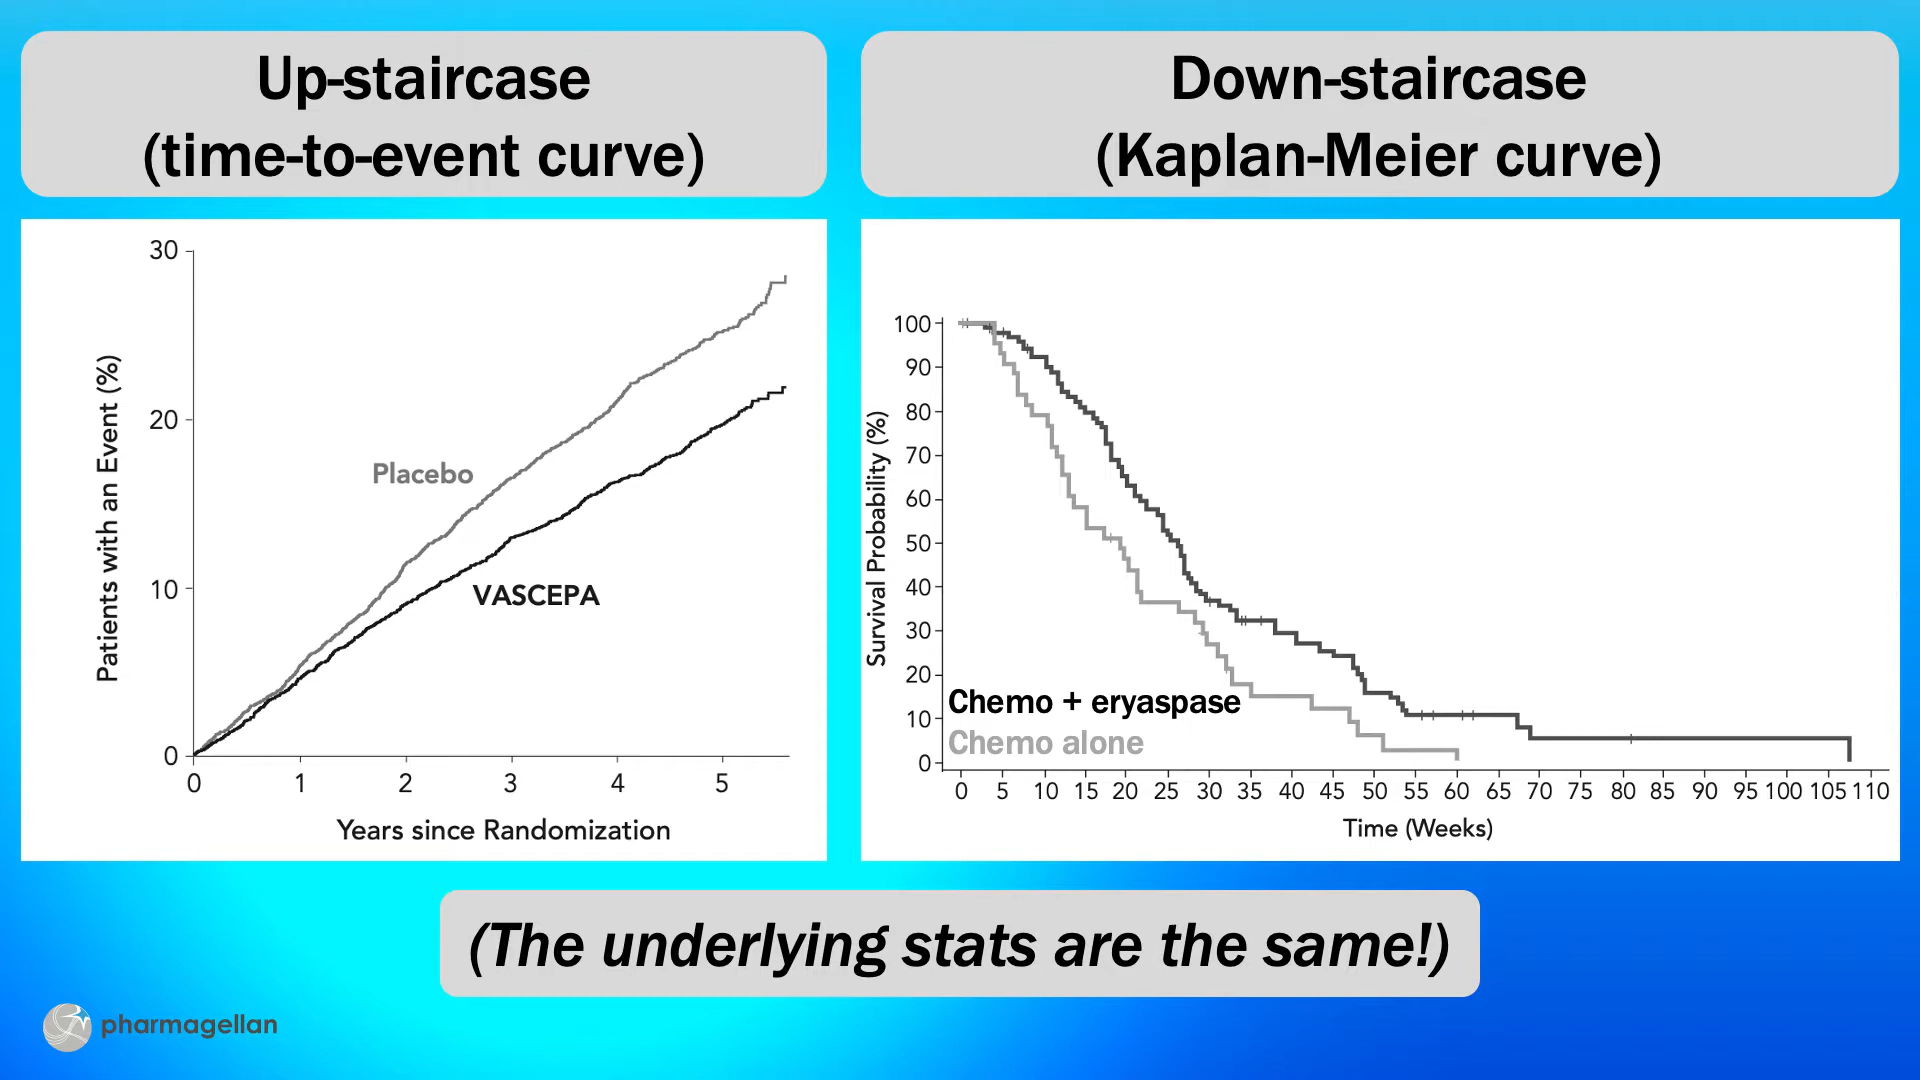 Up-staircase
(time-to-event curve)
Down-staircase
(Kaplan-Meier curve)
Patients with an Event (%)
30
20
10
0
Placebo
VASCEPA
0 1 2 3 4 5
Years since Randomization
Survival Probability (%)
100
90
80
70
60
50
40
30
20
10
0
Chemo + eryaspase
Chemo alone
0 5 10 15 20 25 30 35 40 45 50 55 60 65 70 75 80 85 90 95 100 105 110
Time (Weeks)
(The underlying stats are the same!)
pharmagellan